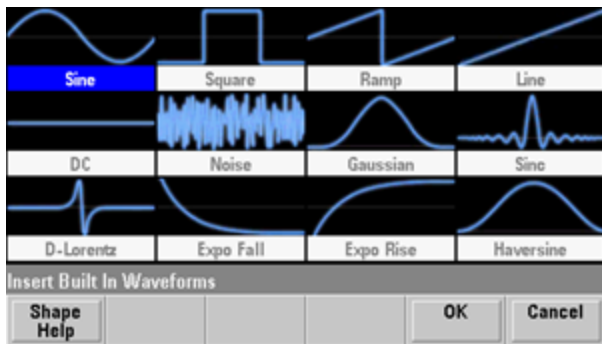 Sine
Square
Ramp
Line
DC
Noise
Gaussian
Sinc
D-Lorentz
Expo Fall
Expo Rise
Haversine
Insert Built In Waveforms
Shape
Help
OK
Cancel